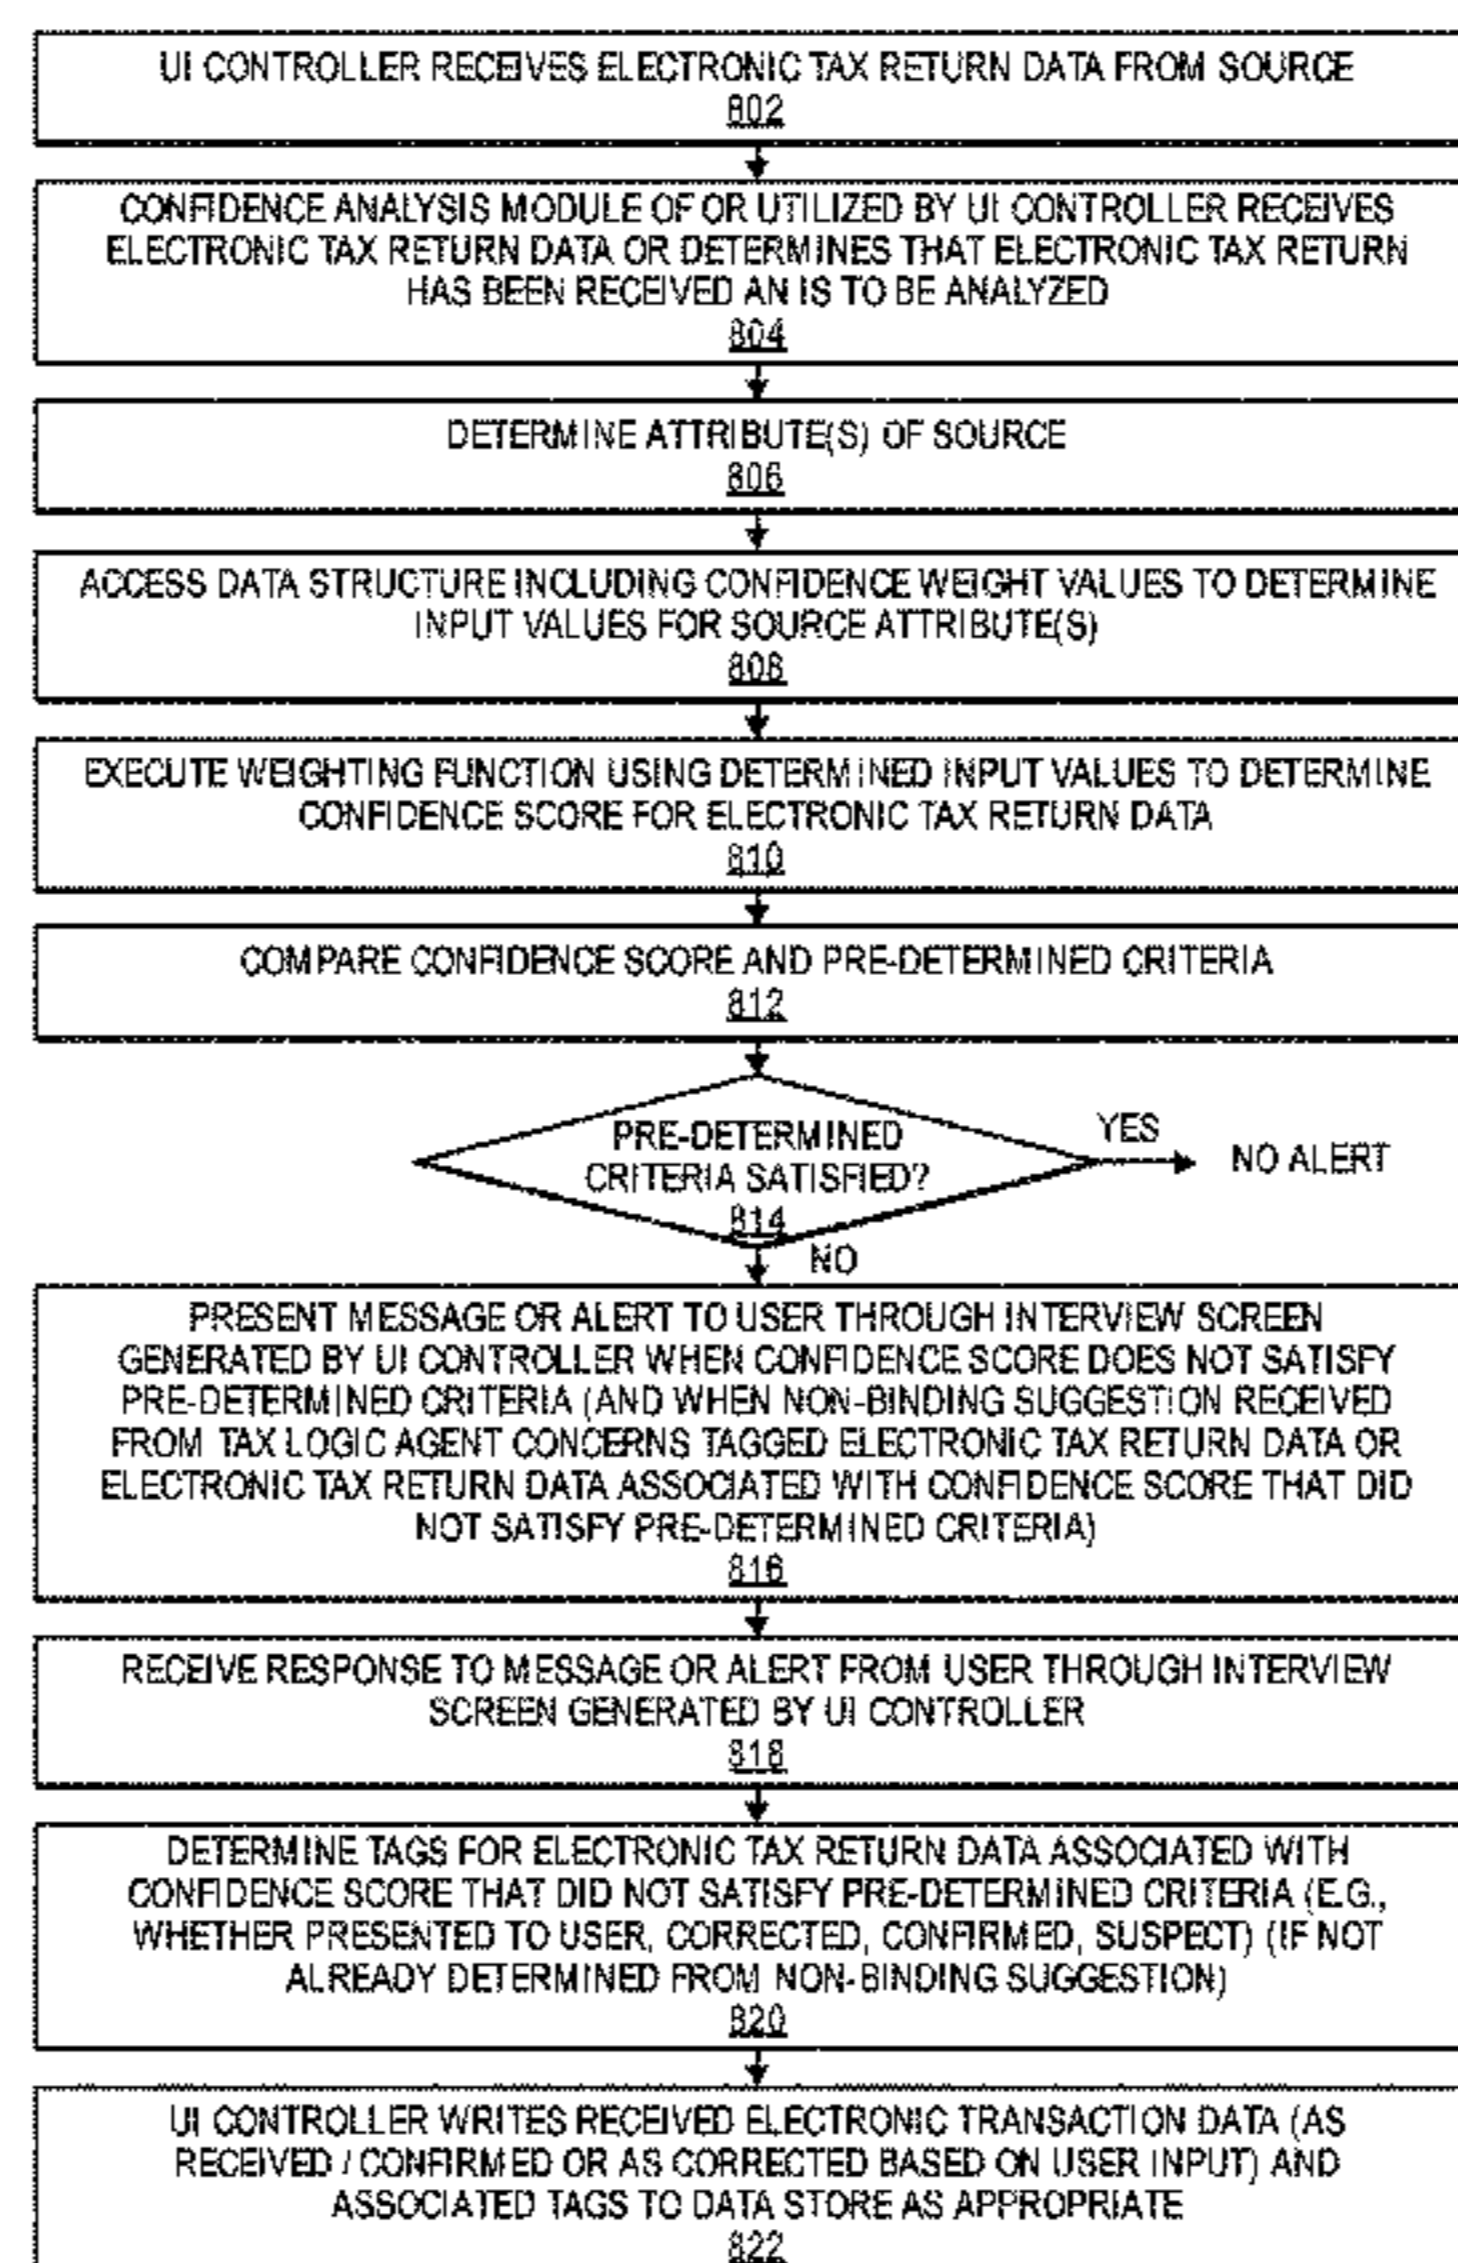 UI CONTROLLER RECEIVES ELECTRONIC TAX RETURN DATA FROM SOURCE
802
CONFIDENCE ANALYSIS MODULE OF OR UTILIZED BY UI CONTROLLER RECEIVES
ELECTRONIC TAX RETURN DATA OR DETERMINES THAT ELECTRONIC TAX RETURN
HAS BEEN RECEIVED AN IS TO BE ANALYZED
804
DETERMINE ATTRIBUTE(S) OF SOURCE
806
ACCESS DATA STRUCTURE INCLUDING CONFIDENCE WEIGHT VALUES TO DETERMINE
INPUT VALUES FOR SOURCE ATTRIBUTE(S)
808
EXECUTE WEIGHTING FUNCTION USING DETERMINED INPUT VALUES TO DETERMINE
CONFIDENCE SCORE FOR ELECTRONIC TAX RETURN DATA
810
COMPARE CONFIDENCE SCORE AND PRE-DETERMINED CRITERIA
812
PRE-DETERMINED
CRITERIA SATISFIED?
814
YES
NO ALERT
NO
PRESENT MESSAGE OR ALERT TO USER THROUGH INTERVIEW SCREEN
GENERATED BY UI CONTROLLER WHEN CONFIDENCE SCORE DOES NOT SATISFY
PRE-DETERMINED CRITERIA (AND WHEN NON-BINDING SUGGESTION RECEIVED
FROM TAX LOGIC AGENT CONCERNS TAGGED ELECTRONIC TAX RETURN DATA OR
ELECTRONIC TAX RETURN DATA ASSOCIATED WITH CONFIDENCE SCORE THAT DID
NOT SATISFY PRE-DETERMINED CRITERIA)
816
RECEIVE RESPONSE TO MESSAGE OR ALERT FROM USER THROUGH INTERVIEW
SCREEN GENERATED BY UI CONTROLLER
818
DETERMINE TAGS FOR ELECTRONIC TAX RETURN DATA ASSOCIATED WITH
CONFIDENCE SCORE THAT DID NOT SATISFY PRE-DETERMINED CRITERIA (E.G.,
WHETHER PRESENTED TO USER, CORRECTED, CONFIRMED, SUSPECT) (IF NOT
ALREADY DETERMINED FROM NON-BINDING SUGGESTION)
820
UI CONTROLLER WRITES RECEIVED ELECTRONIC TRANSACTION DATA (AS
RECEIVED / CONFIRMED OR AS CORRECTED BASED ON USER INPUT) AND
ASSOCIATED TAGS TO DATA STORE AS APPROPRIATE
822